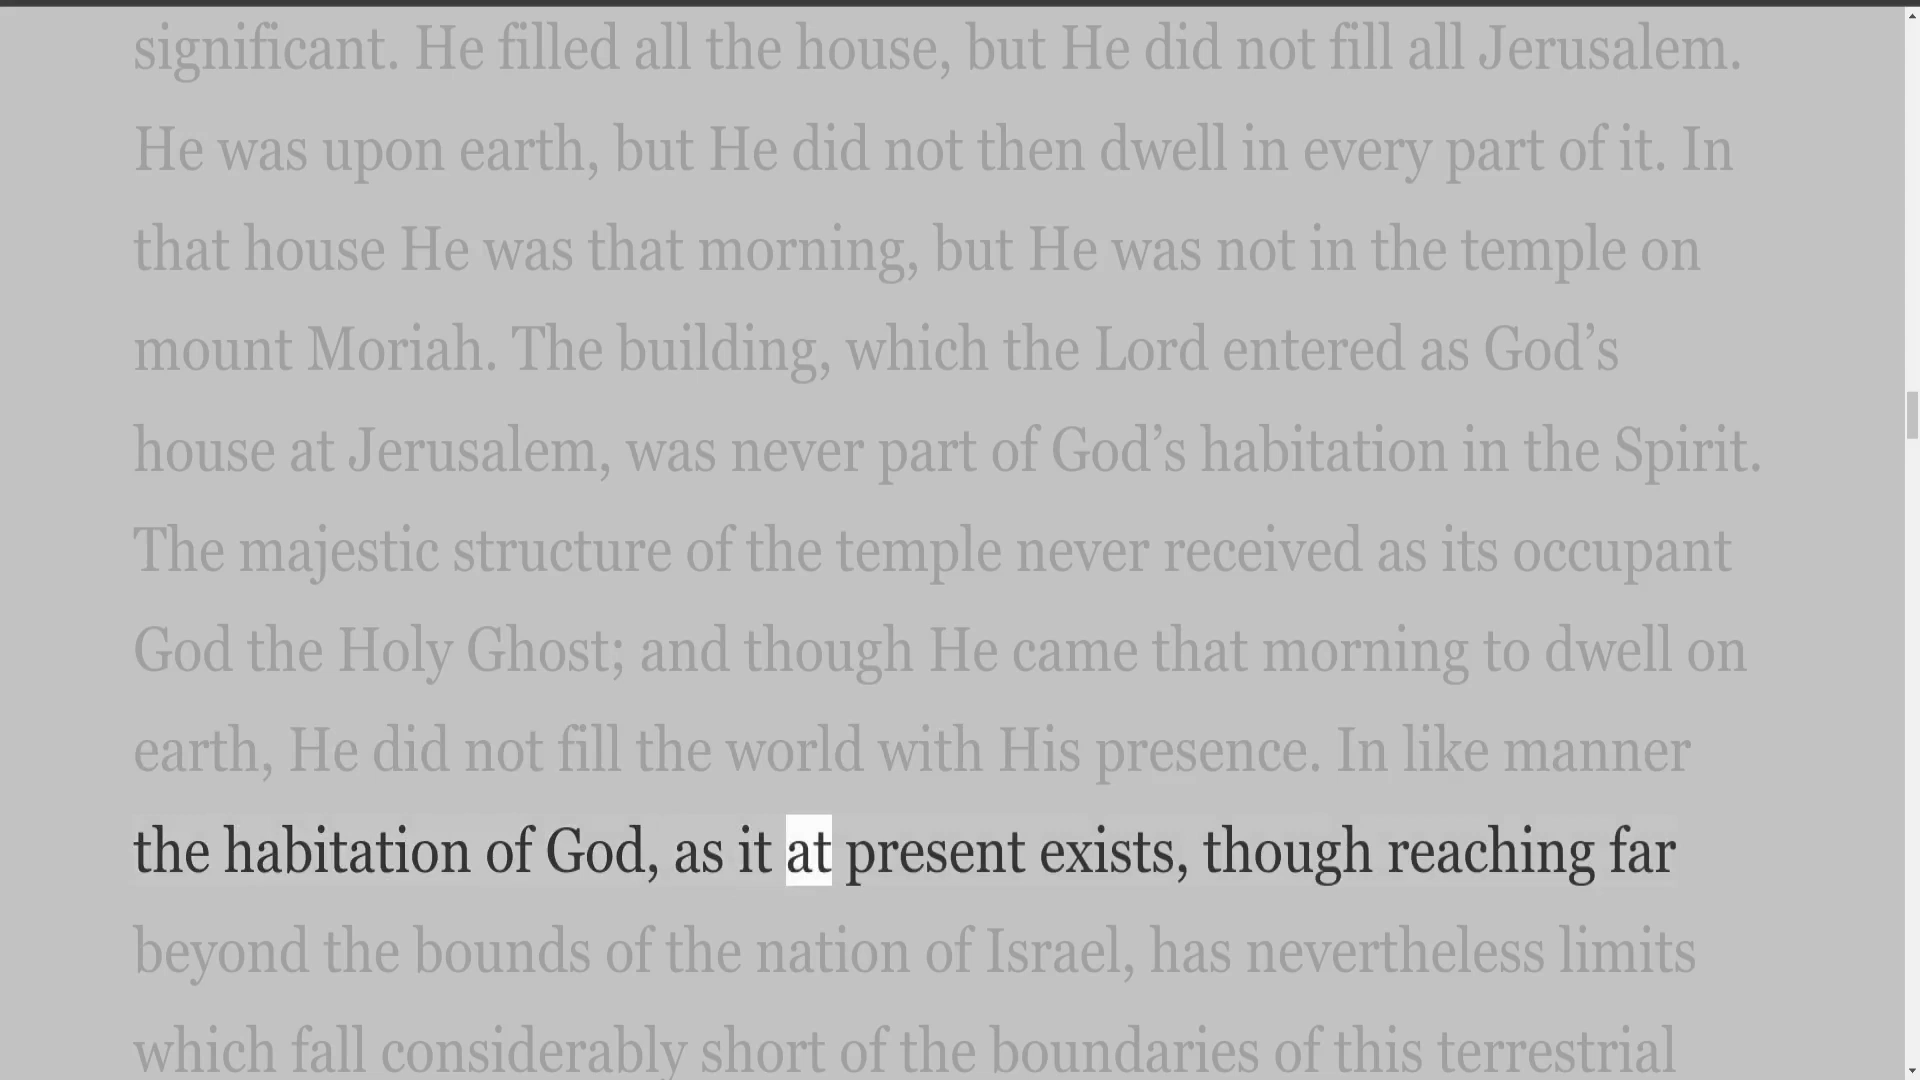 significant. He filled all the house, but He did not fill all Jerusalem.
He was upon earth, but He did not then dwell in every part of it. In
that house He was that morning, but He was not in the temple on
mount Moriah. The building, which the Lord entered as God’s
house at Jerusalem, was never part of God’s habitation in the Spirit.
The majestic structure of the temple never received as its occupant
God the Holy Ghost; and though He came that morning to dwell on
earth, He did not fill the world with His presence. In like manner
the habitation of God, as it at present exists, though reaching far
beyond the bounds of the nation of Israel, has nevertheless limits
which fall considerably short of the boundaries of this terrestrial